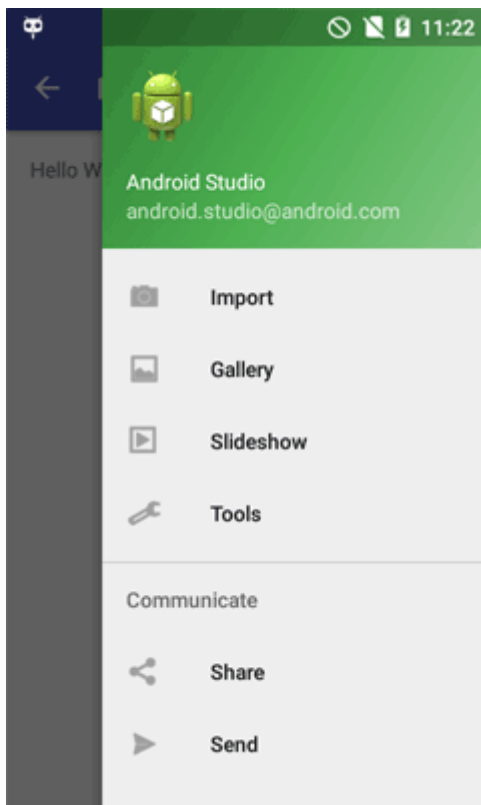 11:22
Hello W
Android Studio
android.studio@android.com
Import
Gallery
Slideshow
Tools
Communicate
Share
Send